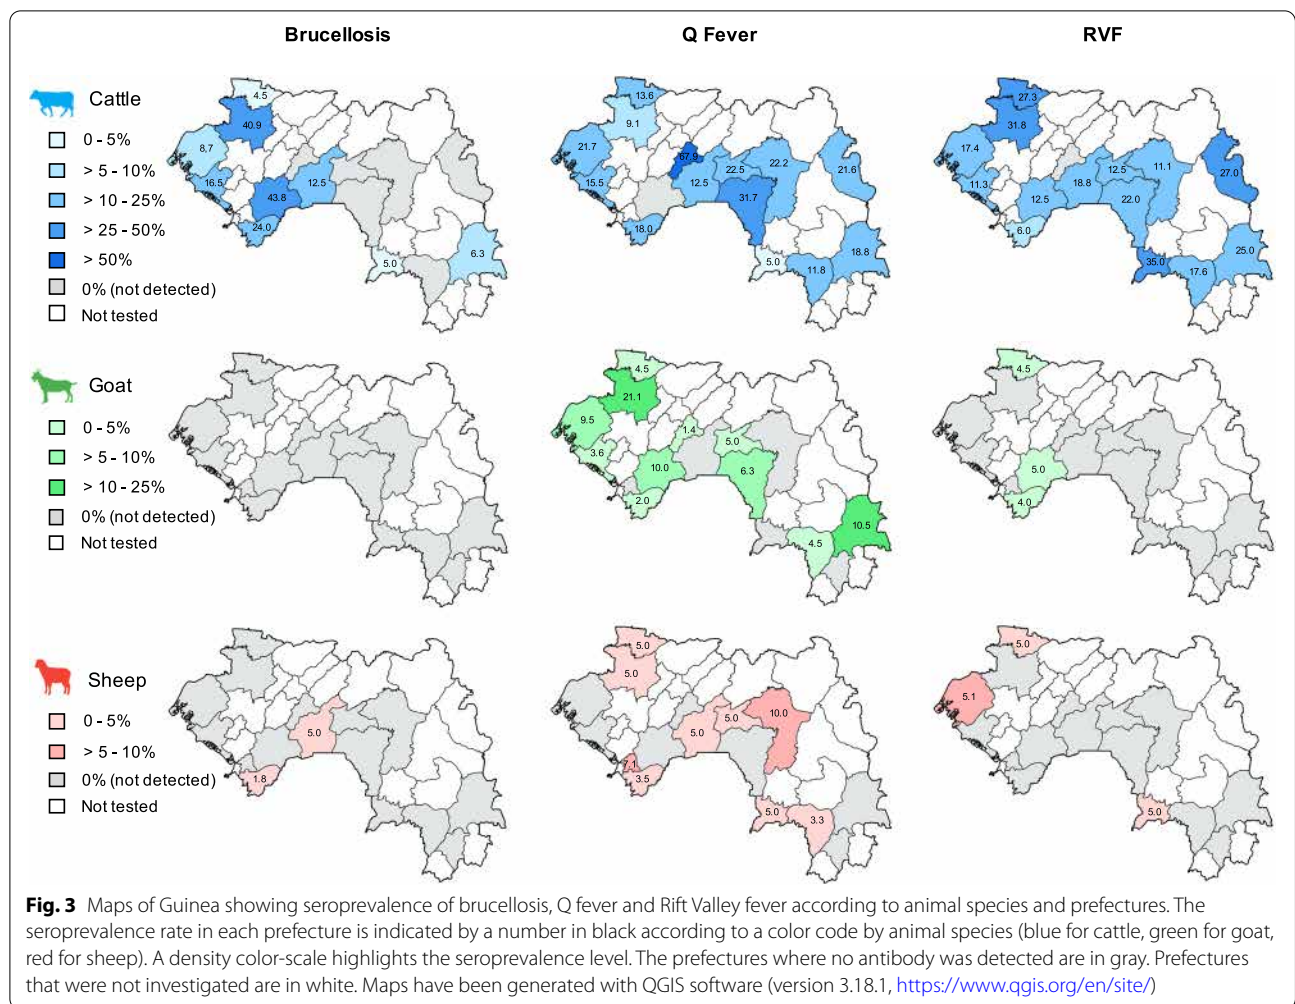 Brucellosis Q Fever RVF
Cattle
0 - 5%
> 5 - 10%
> 10 - 25%
> 25 - 50%
> 50%
0% (not detected)
Not tested
4.5
40.9
8.7
16.5
12.5
43.8
24.0
5.0
6.3
13.6
9.1
21.7
67.9
22.5
22.2
21.6
15.5
12.5
31.7
18.0
5.0
11.8
18.8
27.3
31.8
17.4
11.3
12.5
11.1
27.0
18.8
12.5
22.0
6.0
35.0
17.6
25.0
Goat
0 - 5%
> 5 - 10%
> 10 - 25%
0% (not detected)
Not tested
4.5
21.1
9.5
1.4
3.6
5.0
10.0
6.3
2.0
4.5
10.5
4.5
5.0
4.0
Sheep
0 - 5%
> 5 - 10%
0% (not detected)
Not tested
5.0
1.8
5.0
5.0
10.0
5.0
5.0
7.1
3.5
5.0
3.3
5.0
5.1
5.0
Fig. 3 Maps of Guinea showing seroprevalence of brucellosis, Q fever and Rift Valley fever according to animal species and prefectures. The
seroprevalence rate in each prefecture is indicated by a number in black according to a color code by animal species (blue for cattle, green for goat,
red for sheep). A density color-scale highlights the seroprevalence level. The prefectures where no antibody was detected are in gray. Prefectures
that were not investigated are in white. Maps have been generated with QGIS software (version 3.18.1, https://www.qgis.org/en/site/)